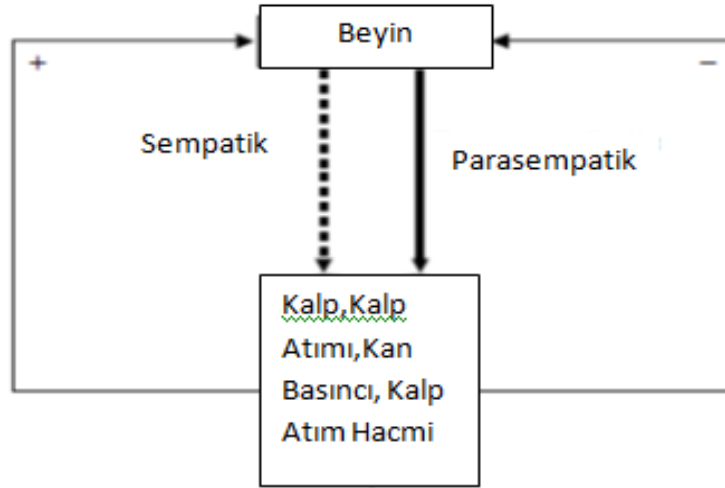 Beyin
+
−
Sempatik
Parasempatik
Kalp,Kalp
Atımı,Kan
Basıncı, Kalp
Atım Hacmi